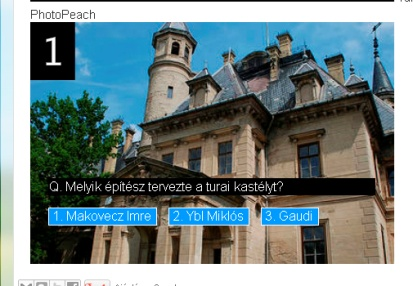 PhotoPeach
1
Q. Melyik építész tervezte a turai kastélyt?
1. Makovecz Imre 2. Ybl Miklós 3. Gaudi